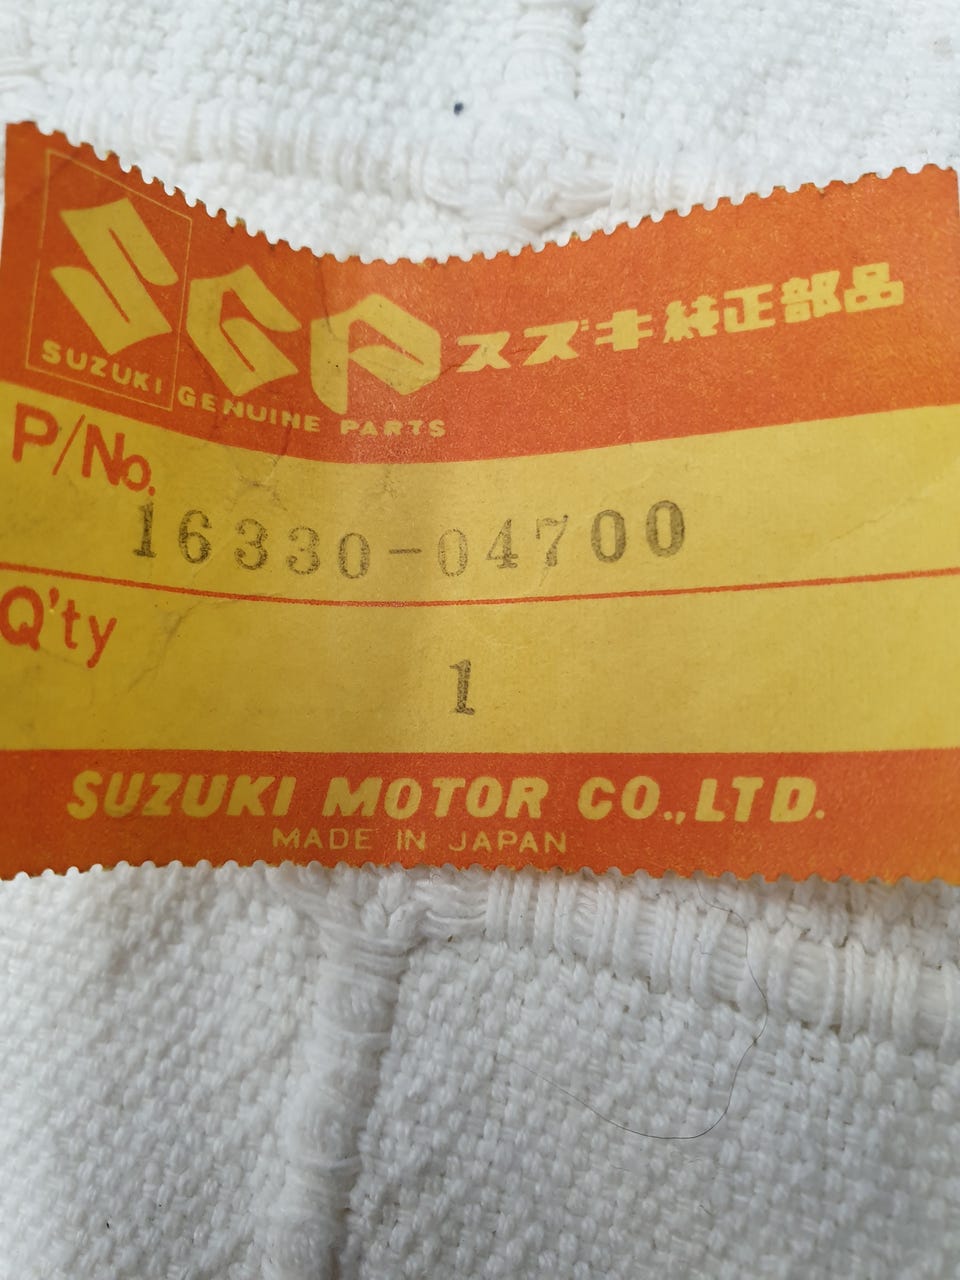 SGP スズキ純正部品
SUZUKI GENUINE PARTS
P/No.
16330-04700
Q'ty
1
SUZUKI MOTOR CO.,LTD.
MADE IN JAPAN